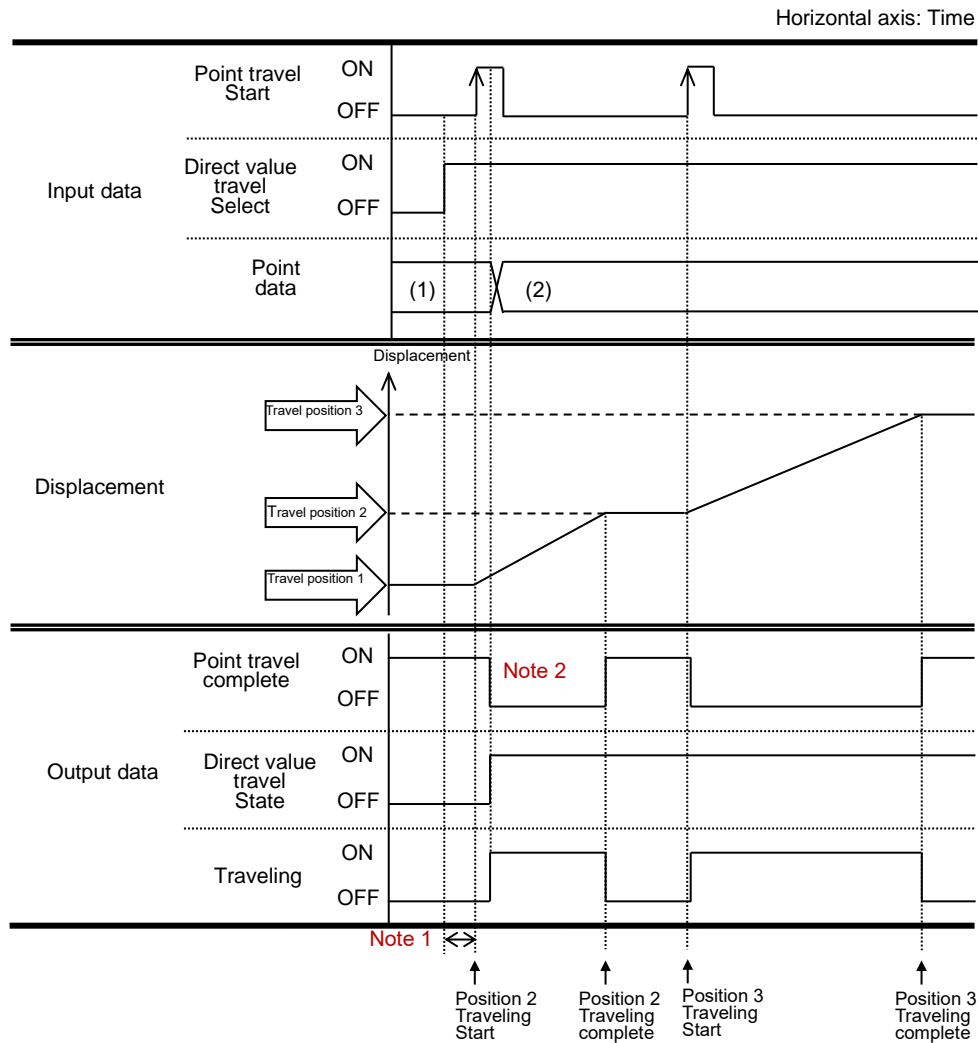 Horizontal axis: Time
Input data
Point travel
Start
ON
OFF
Direct value
travel
Select
ON
OFF
Point
data
(1)
(2)
Displacement
Displacement
Travel position 3
Travel position 2
Travel position 1
Output data
Point travel
complete
ON
OFF
Note 2
Direct value
travel
State
ON
OFF
Traveling
ON
OFF
Note 1
Position 2
Traveling
Start
Position 2
Traveling
complete
Position 3
Traveling
Start
Position 3
Traveling
complete